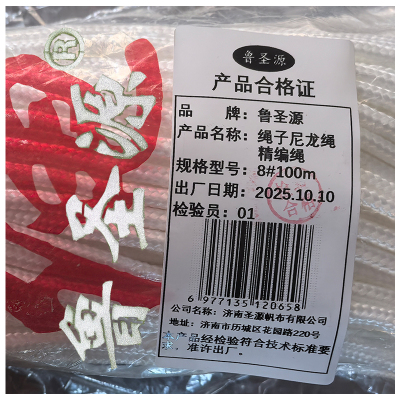 鲁圣源
产品合格证
品 牌: 鲁圣源
产品名称: 绳子尼龙绳
精编绳
规格型号: 8#100m
出厂日期: 2025.10.10
检验员: 01
合格
6 977135 120658
公司名称: 济南圣源帆布有限公司
地址: 济南市历城区花园路220号
本产品经检验符合技术标准要
求, 准许出厂。
鲁圣源
R